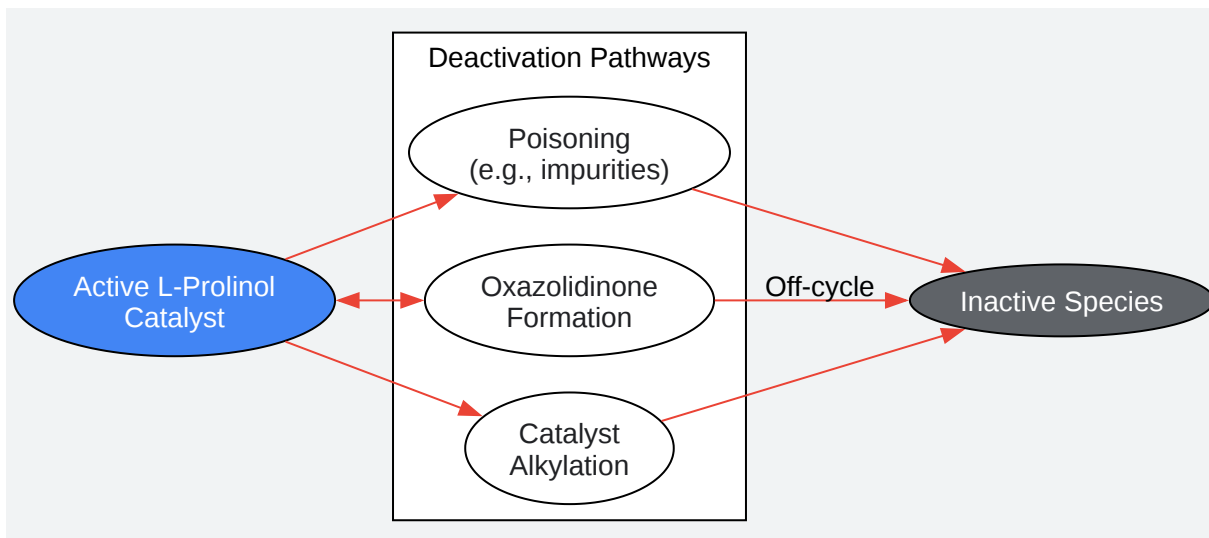 Deactivation Pathways
Poisoning
(e.g., impurities)
Active L-Prolinol
Catalyst
Oxazolidinone
Formation
Off-cycle
Inactive Species
Catalyst
Alkylation